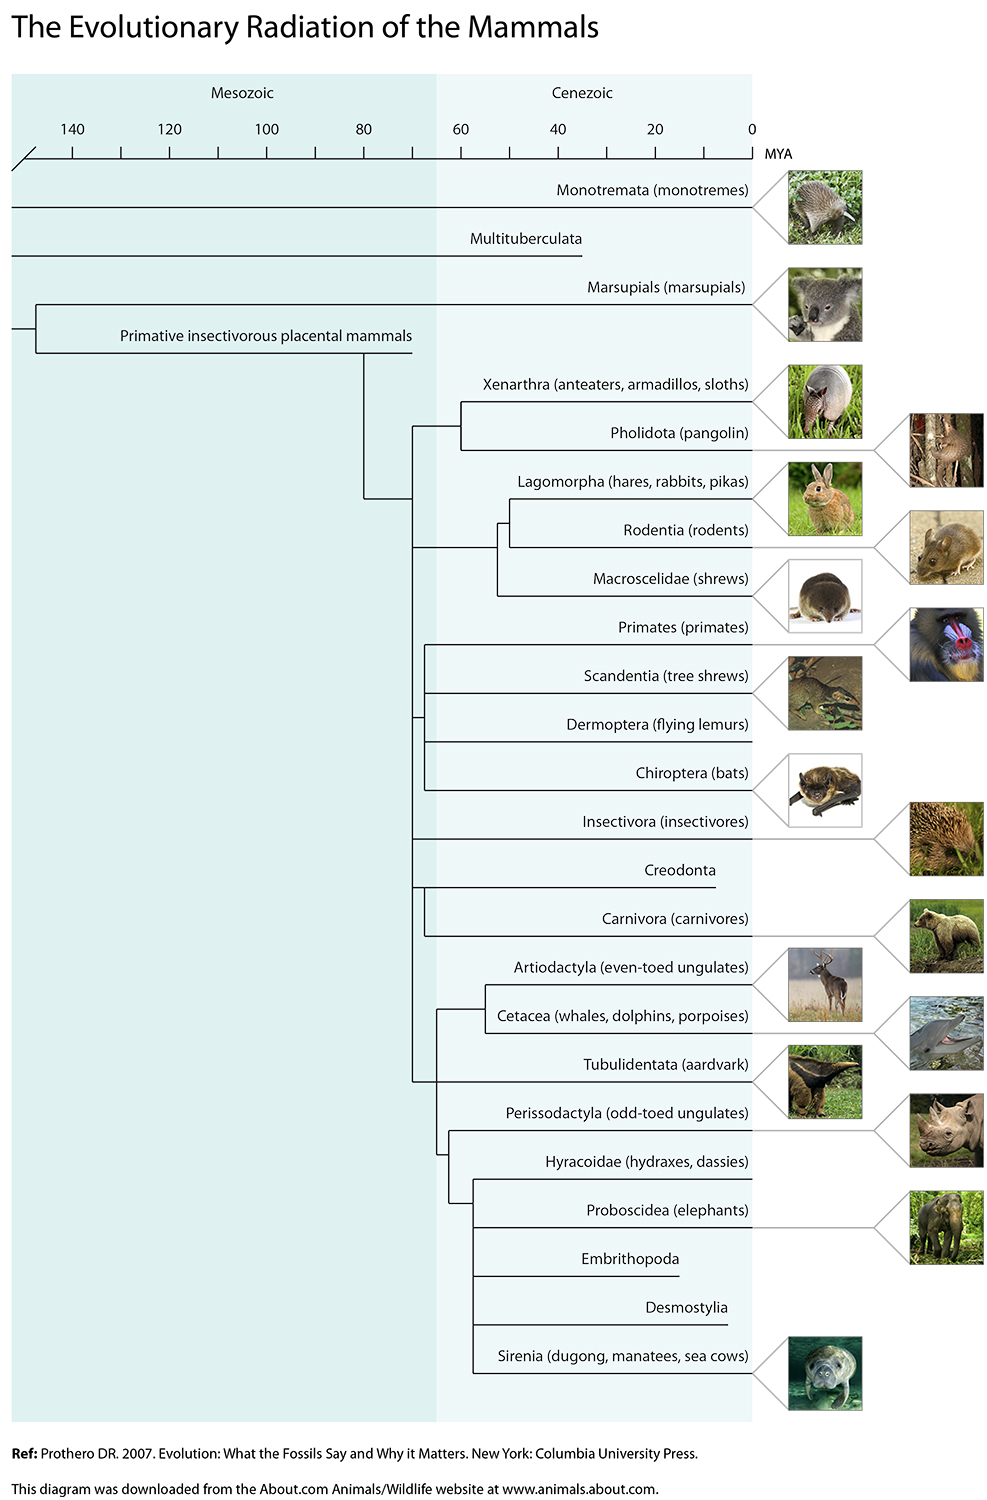 The Evolutionary Radiation of the Mammals
Mesozoic
Cenezoic
140 120 100 80 60 40 20 0
MYA
Monotremata (monotremes)
Multituberculata
Marsupials (marsupials)
Primative insectivorous placental mammals
Xenarthra (anteaters, armadillos, sloths)
Pholidota (pangolin)
Lagomorpha (hares, rabbits, pikas)
Rodentia (rodents)
Macroscelidae (shrews)
Primates (primates)
Scandentia (tree shrews)
Dermoptera (flying lemurs)
Chiroptera (bats)
Insectivora (insectivores)
Creodonta
Carnivora (carnivores)
Artiodactyla (even-toed ungulates)
Cetacea (whales, dolphins, porpoises)
Tubulidentata (aardvark)
Perissodactyla (odd-toed ungulates)
Hyracoidae (hydraxes, dassies)
Proboscidea (elephants)
Embrithopoda
Desmostylia
Sirenia (dugong, manatees, sea cows)
Ref: Prothero DR. 2007. Evolution: What the Fossils Say and Why it Matters. New York: Columbia University Press.
This diagram was downloaded from the About.com Animals/Wildlife website at www.animals.about.com.